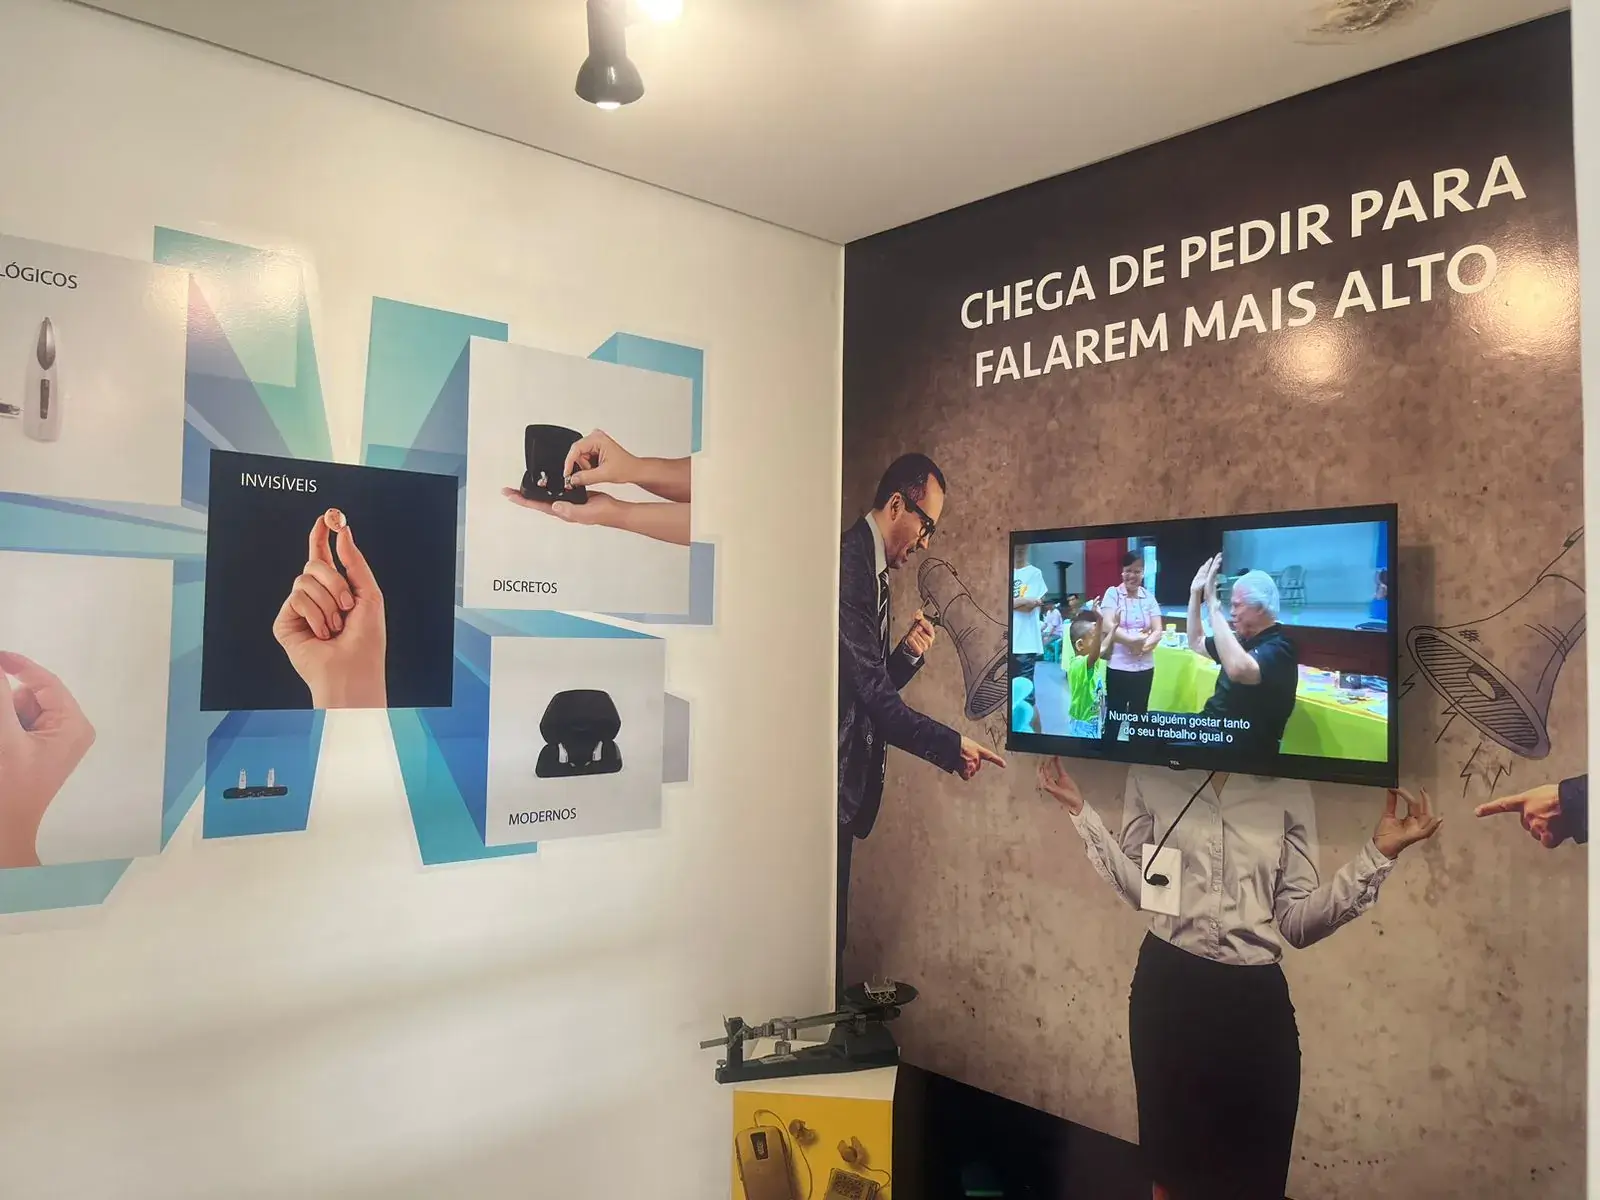 LÓGICOS
INVISÍVEIS
DISCRETOS
MODERNOS
CHEGA DE PEDIR PARA
FALAREM MAIS ALTO
Nunca vi alguém gostar tanto
do seu trabalho igual o
TCL